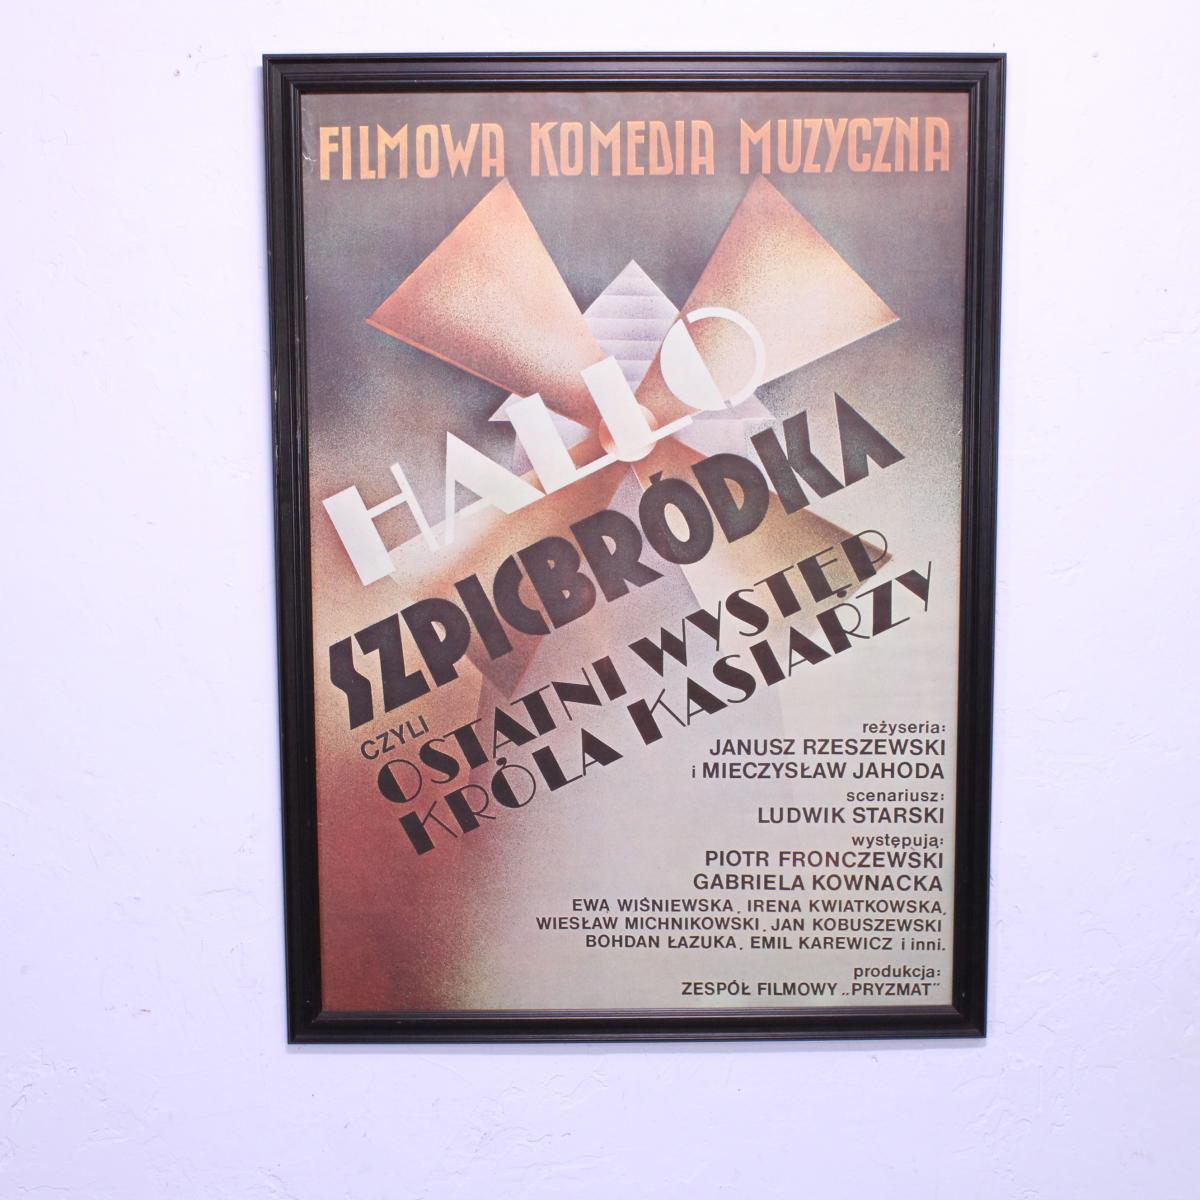 FILMOWA KOMEDIA MUZYCZNA
HALLO
SZPICBRÓDKA
CZYLI
OSTATNI WYSTĘP
KRÓLA KASIARZY
reżyseria:
JANUSZ RZESZEWSKI
i MIECZYSŁAW JAHODA
scenariusz:
LUDWIK STARSKI
występują:
PIOTR FRONCZEWSKI
GABRIELA KOWNACKA
EWA WIŚNIEWSKA, IRENA KWIATKOWSKA,
WIESŁAW MICHNIKOWSKI, JAN KOBUSZEWSKI
BOHDAN ŁAZUKA, EMIL KAREWICZ i inni.
produkcja:
ZESPÓŁ FILMOWY „PRYZMAT"